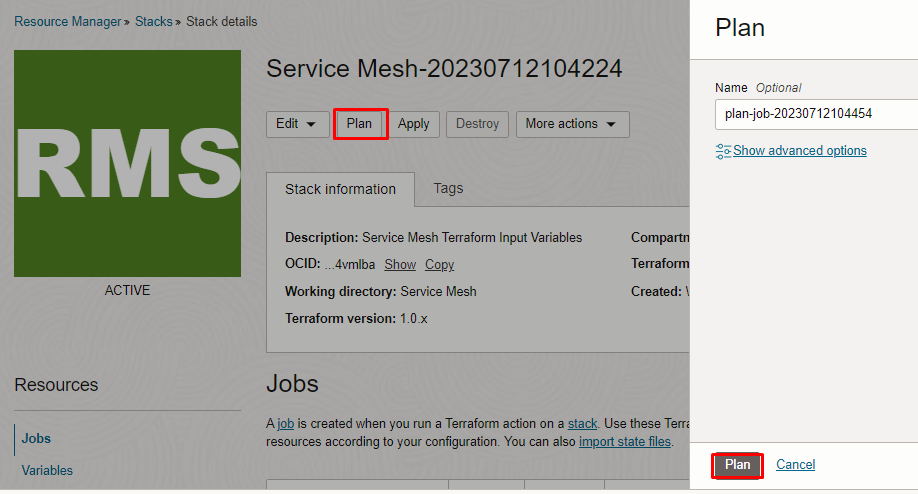 Resource Manager » Stacks » Stack details
RMS
ACTIVE
Service Mesh-20230712104224
Edit Plan Apply Destroy More actions
Stack information Tags
Description: Service Mesh Terraform Input Variables
OCID: ...4vmlba Show Copy
Working directory: Service Mesh
Terraform version: 1.0.x
Terraform
Created:
Resources
Jobs
Variables
Jobs
A job is created when you run a Terraform action on a stack. Use these
resources according to your configuration. You can also import state files.
Plan
Name Optional
plan-job-20230712104454
Show advanced options
Plan Cancel